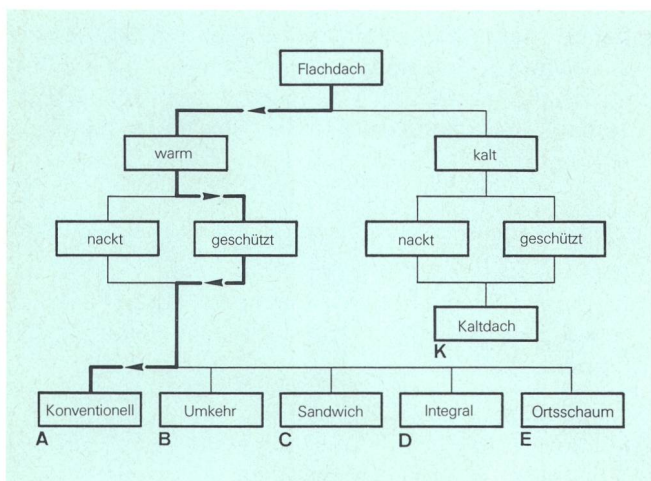 Flachdach
warm
kalt
nackt
geschützt
nackt
geschützt
Kaltdach
K
Konventionell
Umkehr
Sandwich
Integral
Ortsschaum
A
B
C
D
E